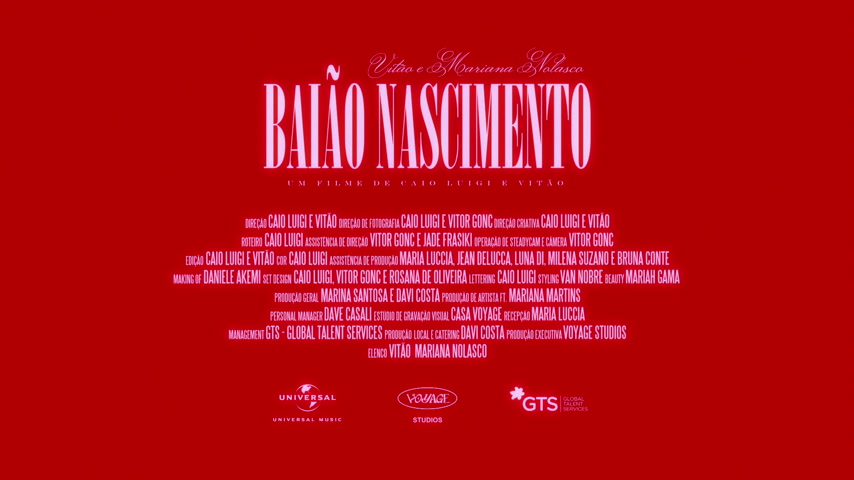 Vitão e Mariana Nolasco
BAIÃO NASCIMENTO
UM FILME DE CAIO LUIGI E VITÃO
DIREÇÃO CAIO LUIGI E VITÃO DIREÇÃO DE FOTOGRAFIA CAIO LUIGI E VITOR GONC DIREÇÃO CRIATIVA CAIO LUIGI E VITÃO
ROTEIRO CAIO LUIGI ASSISTÊNCIA DE DIREÇÃO VITOR GONC E JADE FRASIKI OPERAÇÃO DE STEADYCAM E CÂMERA VITOR GONC
EDIÇÃO CAIO LUIGI E VITÃO COR CAIO LUIGI ASSISTÊNCIA DE PRODUÇÃO MARIA LUCCIA, JEAN DELUCCA, LUNA DI, MILENA SUZANO E BRUNA CONTE
MAKING OF DANIELE AKEMI SET DESIGN CAIO LUIGI, VITOR GONC E ROSANA DE OLIVEIRA LETTERING CAIO LUIGI STYLING VAN NOBRE BEAUTY MARIAH GAMA
PRODUÇÃO GERAL MARINA SANTOSA E DAVI COSTA PRODUÇÃO DE ARTISTA FT. MARIANA MARTINS
PERSONAL MANAGER DAVE CASALI ESTUDIO DE GRAVAÇÃO VISUAL CASA VOYAGE RECEPÇÃO MARIA LUCCIA
MANAGEMENT GTS - GLOBAL TALENT SERVICES PRODUÇÃO LOCAL E CATERING DAVI COSTA PRODUÇÃO EXECUTIVA VOYAGE STUDIOS
ELENCO VITÃO MARIANA NOLASCO
UNIVERSAL
UNIVERSAL MUSIC
VOYAGE
STUDIOS
GTS GLOBAL TALENT SERVICES